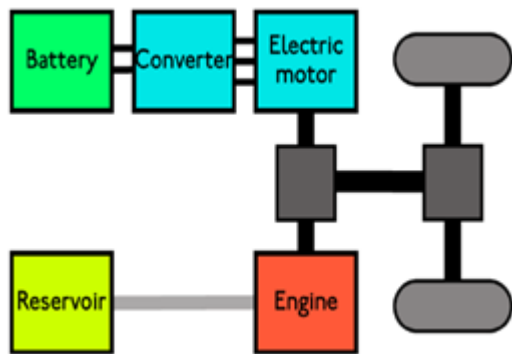 Battery
Converter
Electric
motor
Reservoir
Engine